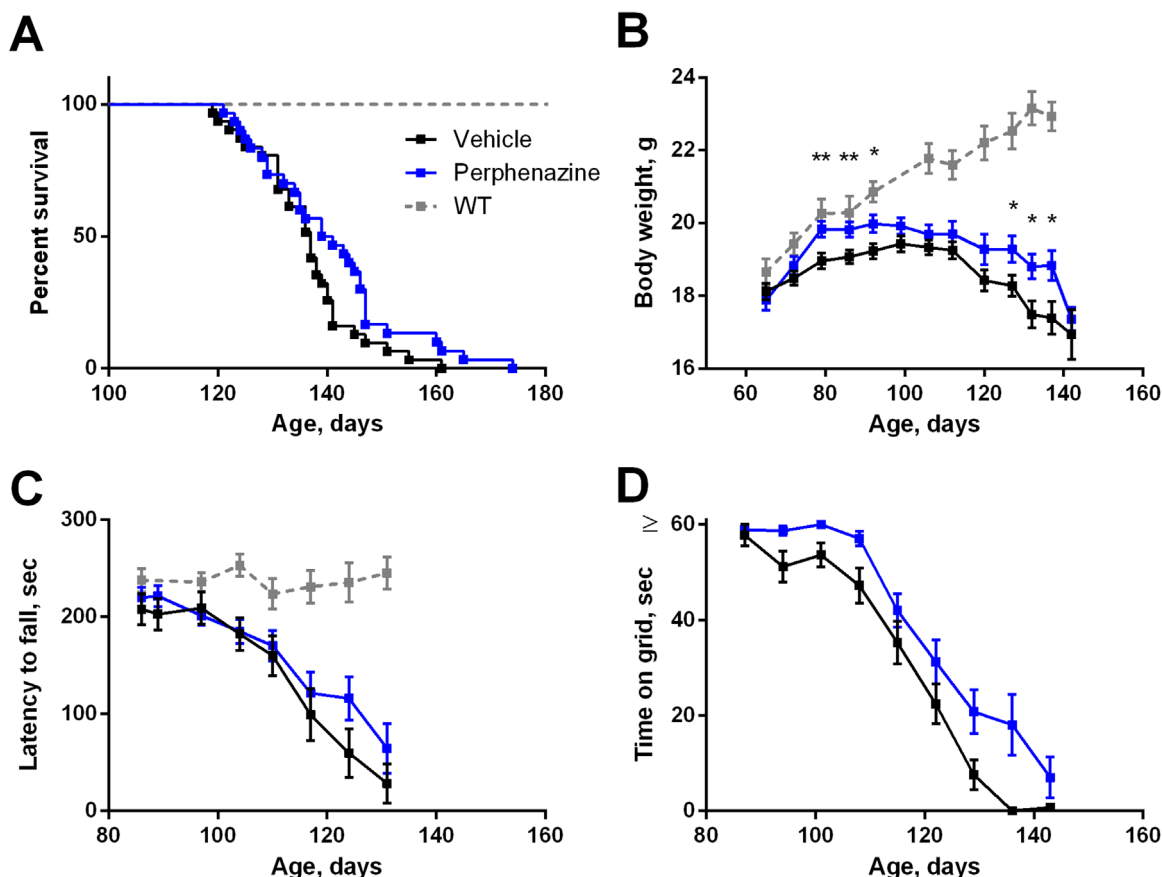 A
Percent survival
100
50
0
100
120
140
160
180
Age, days
Vehicle
Perphenazine
WT
B
Body weight, g
24
22
20
18
16
60
80
100
120
140
160
Age, days
** ** *
* * *
C
Latency to fall, sec
300
200
100
0
80
100
120
140
160
Age, days
D
Time on grid, sec
≥
60
40
20
0
80
100
120
140
160
Age, days